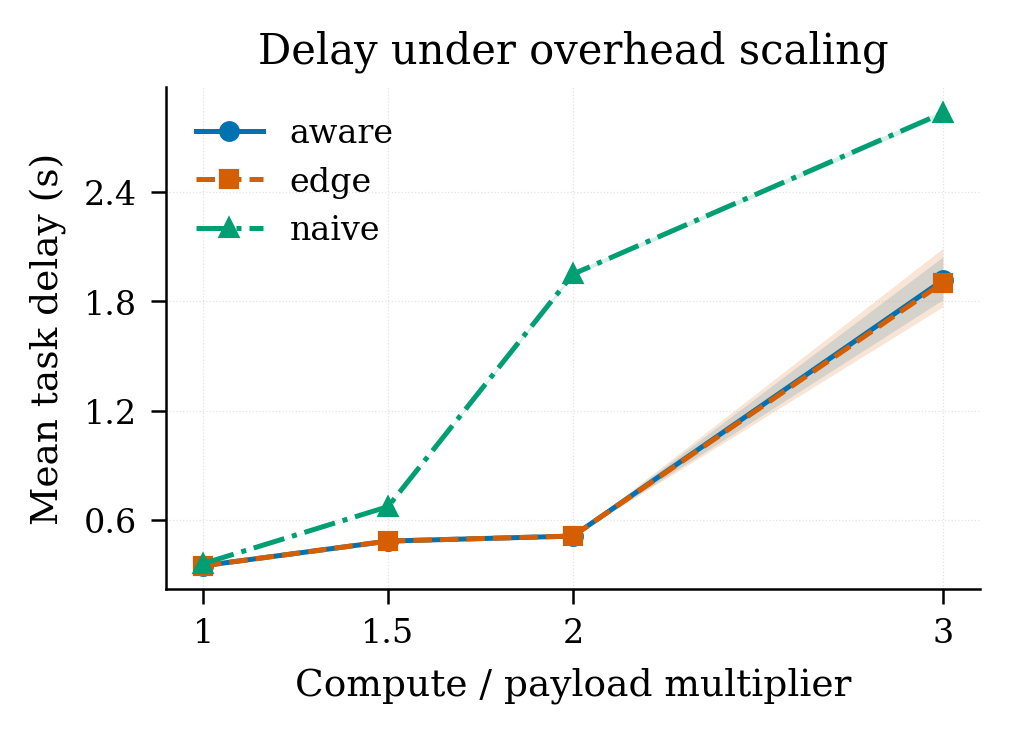 Delay under overhead scaling
aware
edge
naive
Mean task delay (s)
2.4
1.8
1.2
0.6
1
1.5
2
3
Compute / payload multiplier